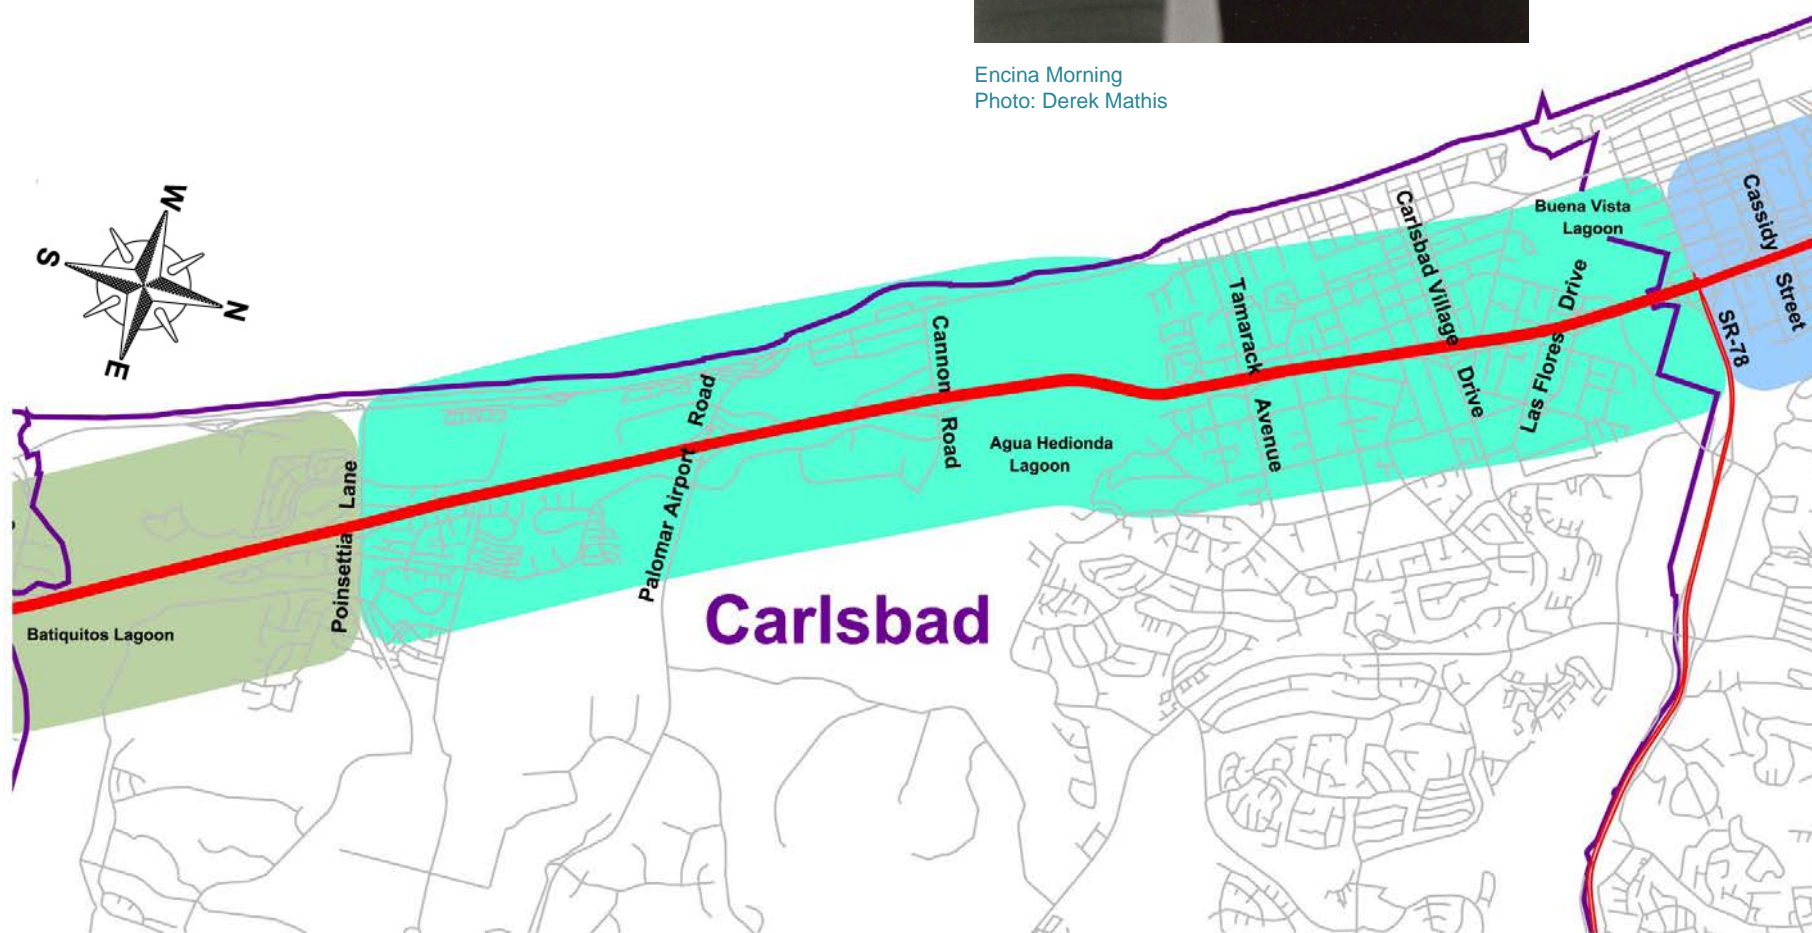 Encina Morning
Photo: Derek Mathis
W
S
N
E
Buena Vista
Lagoon
Cassidy
Street
Carlsbad Village
Drive
Las Flores Drive
SR-78
Tamarack
Avenue
Cannon
Road
Agua Hedionda
Lagoon
Palomar Airport Road
Poinsettia Lane
Batiquitos Lagoon
Carlsbad